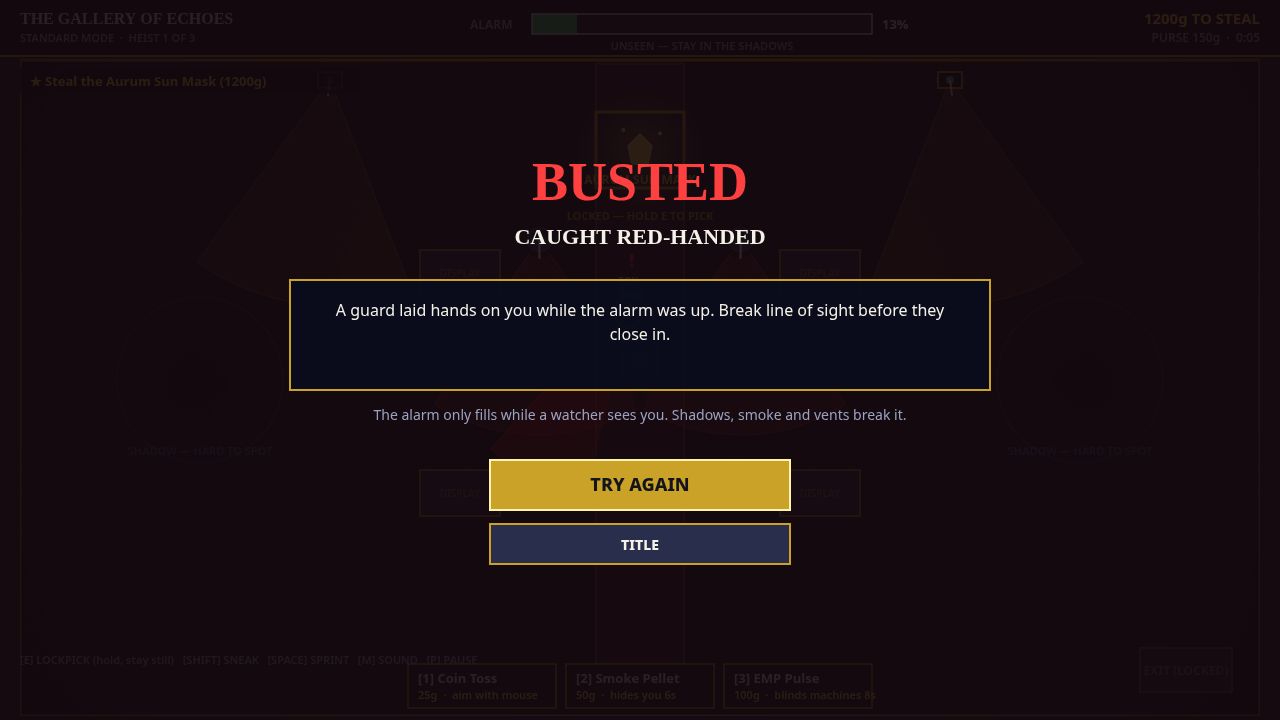 THE GALLERY OF ECHOES
STANDARD MODE · HEIST 1 OF 3
ALARM
13%
UNSEEN — STAY IN THE SHADOWS
1200g TO STEAL
PURSE 150g · 0:05
★ Steal the Aurum Sun Mask (1200g)
BUSTED
LOCKED — HOLD E TO PICK
CAUGHT RED-HANDED
DISPLAY
DISPLAY
A guard laid hands on you while the alarm was up. Break line of sight before they
close in.
The alarm only fills while a watcher sees you. Shadows, smoke and vents break it.
SHADOW — HARD TO SPOT
SHADOW — HARD TO SPOT
TRY AGAIN
DISPLAY
DISPLAY
TITLE
[E] LOCKPICK (hold, stay still) [SHIFT] SNEAK [SPACE] SPRINT [M] SOUND [P] PAUSE
EXIT (LOCKED)
[1] Coin Toss
25g · aim with mouse
[2] Smoke Pellet
50g · hides you 6s
[3] EMP Pulse
100g · blinds machines 8s